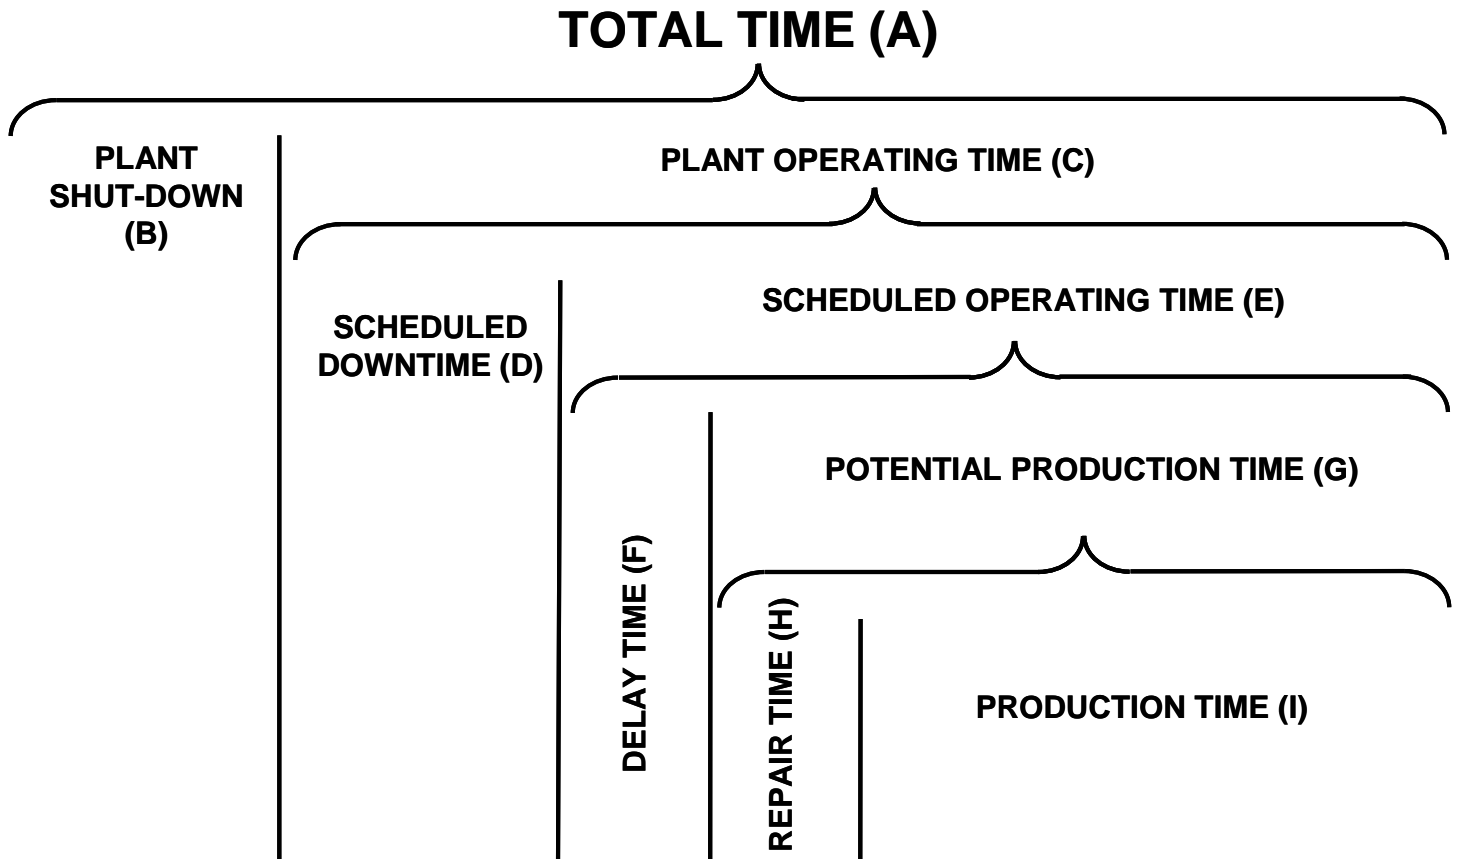 TOTAL TIME (A)
PLANT
SHUT-DOWN
(B)
PLANT OPERATING TIME (C)
SCHEDULED
DOWNTIME (D)
SCHEDULED OPERATING TIME (E)
DELAY TIME (F)
POTENTIAL PRODUCTION TIME (G)
REPAIR TIME (H)
PRODUCTION TIME (I)